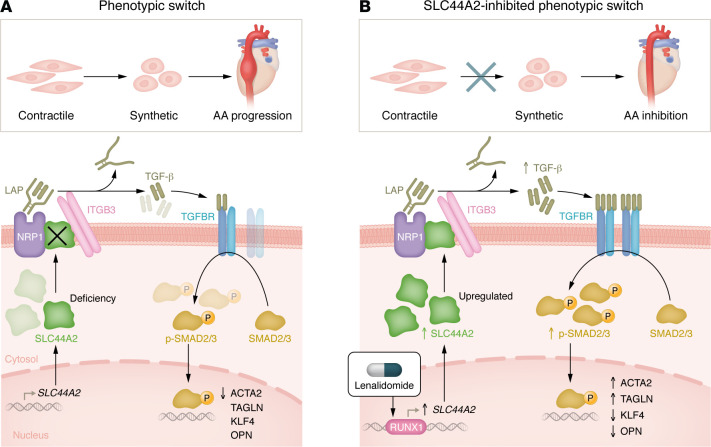 A Phenotypic switch
Contractile
Synthetic
AA progression
LAP
TGF-β
ITGB3
TGFBR
NRP1
Deficiency
SLC44A2
P
P
P
p-SMAD2/3
SMAD2/3
Cytosol
SLC44A2
P
↓ ACTA2
TAGLN
KLF4
OPN
Nucleus
B SLC44A2-inhibited phenotypic switch
Contractile
Synthetic
AA inhibition
LAP
↑ TGF-β
ITGB3
TGFBR
NRP1
Upregulated
↑ SLC44A2
P
P
P
P
↑ p-SMAD2/3
SMAD2/3
Lenalidomide
RUNX1
↑ SLC44A2
P
↑ ACTA2
↑ TAGLN
↓ KLF4
↓ OPN